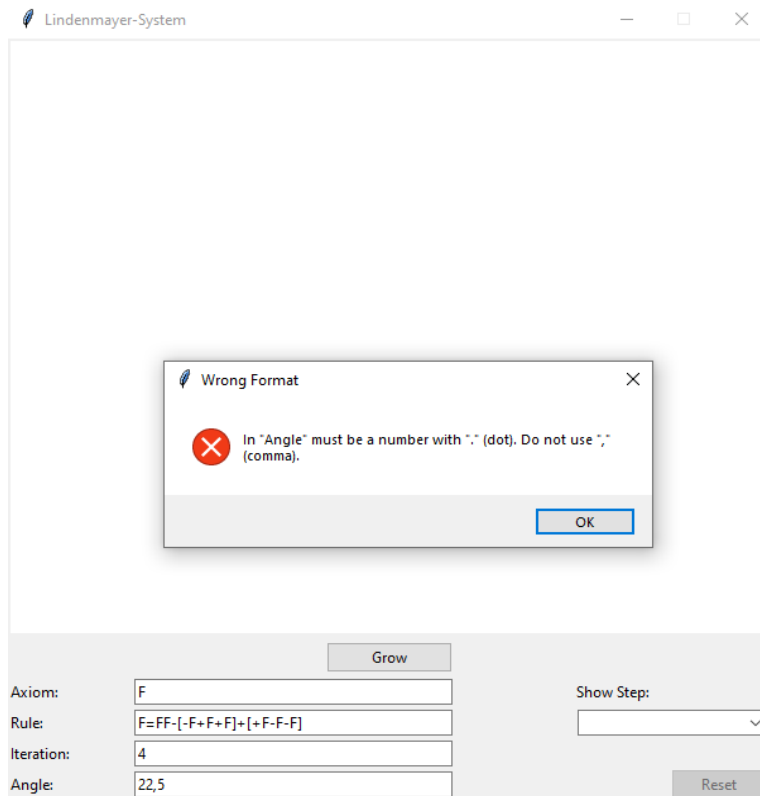 Lindenmayer-System
Wrong Format
In "Angle" must be a number with "." (dot). Do not use ","
(comma).
OK
Grow
Axiom: F Show Step:
Rule: F=FF-[-F+F+F]+[+F-F-F]
Iteration: 4
Angle: 22,5 Reset